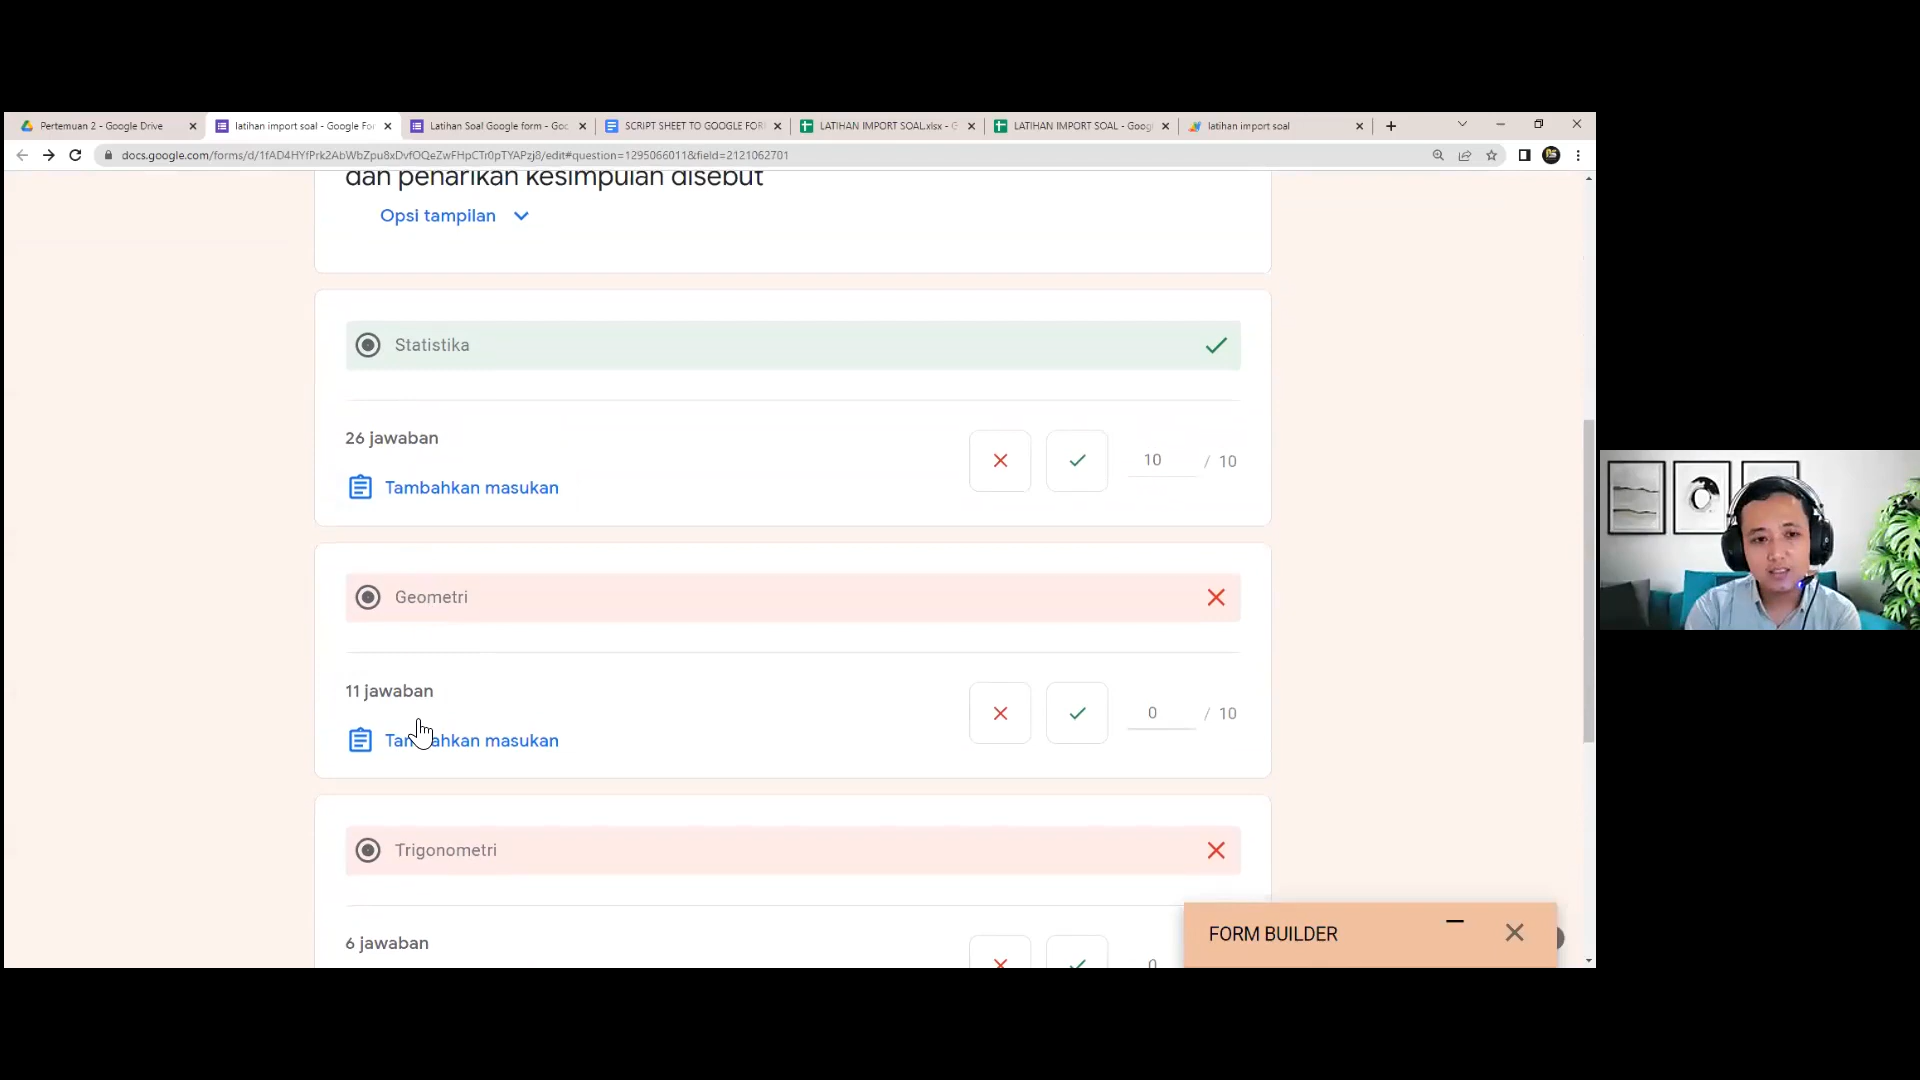 Pertemuan 2 - Google Drive
latihan import soal - Google For
Latihan Soal Google form - Goo
SCRIPT SHEET TO GOOGLE FOR
LATIHAN IMPORT SOAL.xlsx - G
LATIHAN IMPORT SOAL - Googl
latihan import soal
docs.google.com/forms/d/1fAD4HYfPrk2AbWbZpu8xDvfOQeZwFHpCTr0pTYAPzj8/edit#question=1295066011&field=2121062701
dan penarikan kesimpulan disebut
Opsi tampilan
Statistika
26 jawaban
10 / 10
Tambahkan masukan
Geometri
11 jawaban
0 / 10
Tambahkan masukan
Trigonometri
6 jawaban
0
FORM BUILDER